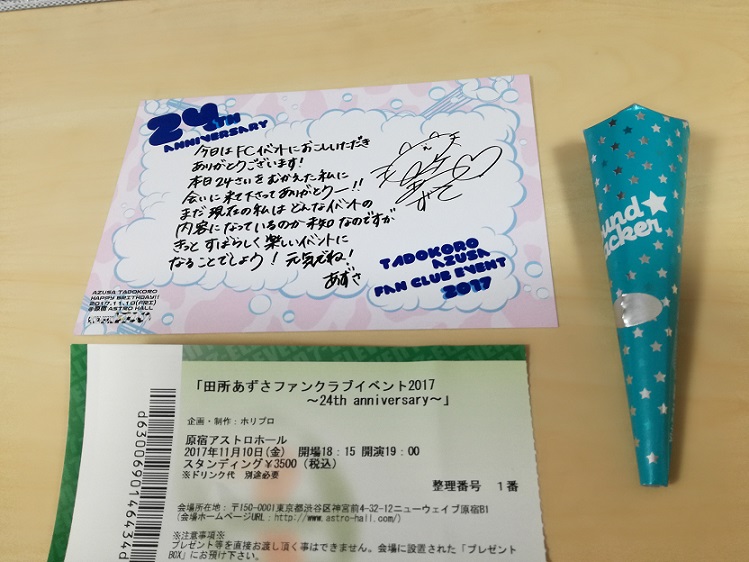 24TH
ANNIVERSARY
今日はFCイベントにおこしいただき
ありがとうございます!
本日24さいをむかえた私に
会いに来て下さってありがとうー!!
まだ現在の私はどんなイベントの
内容になっているのか未知なのですが
きっとすばらしく楽しいイベントに
なることでしょう!元気でね!
あずさ
TADOKORO
AZUSA
FAN CLUB EVENT
2017
AZUSA TADOKORO
HAPPY BIRTHDAY!!
2017.11.10(FRI)
@原宿 ASTRO HALL
「田所あずさファンクラブイベント2017
~24th anniversary~」
企画・制作:ホリプロ
原宿アストロホール
2017年11月10日(金) 開場18:15 開演19:00
スタンディング¥3500(税込)
※ドリンク代 別途必要
整理番号 1番
会場所在地:〒150-0001東京都渋谷区神宮前4-32-12ニューウェイブ原宿B1
(会場ホームページURL:http://www.astro-hall.com/)
※注意事項※
プレゼント等を直接お渡し頂く事はできません。会場に設置された「プレゼント
BOX」にお預け下さい。
d6300690146434d